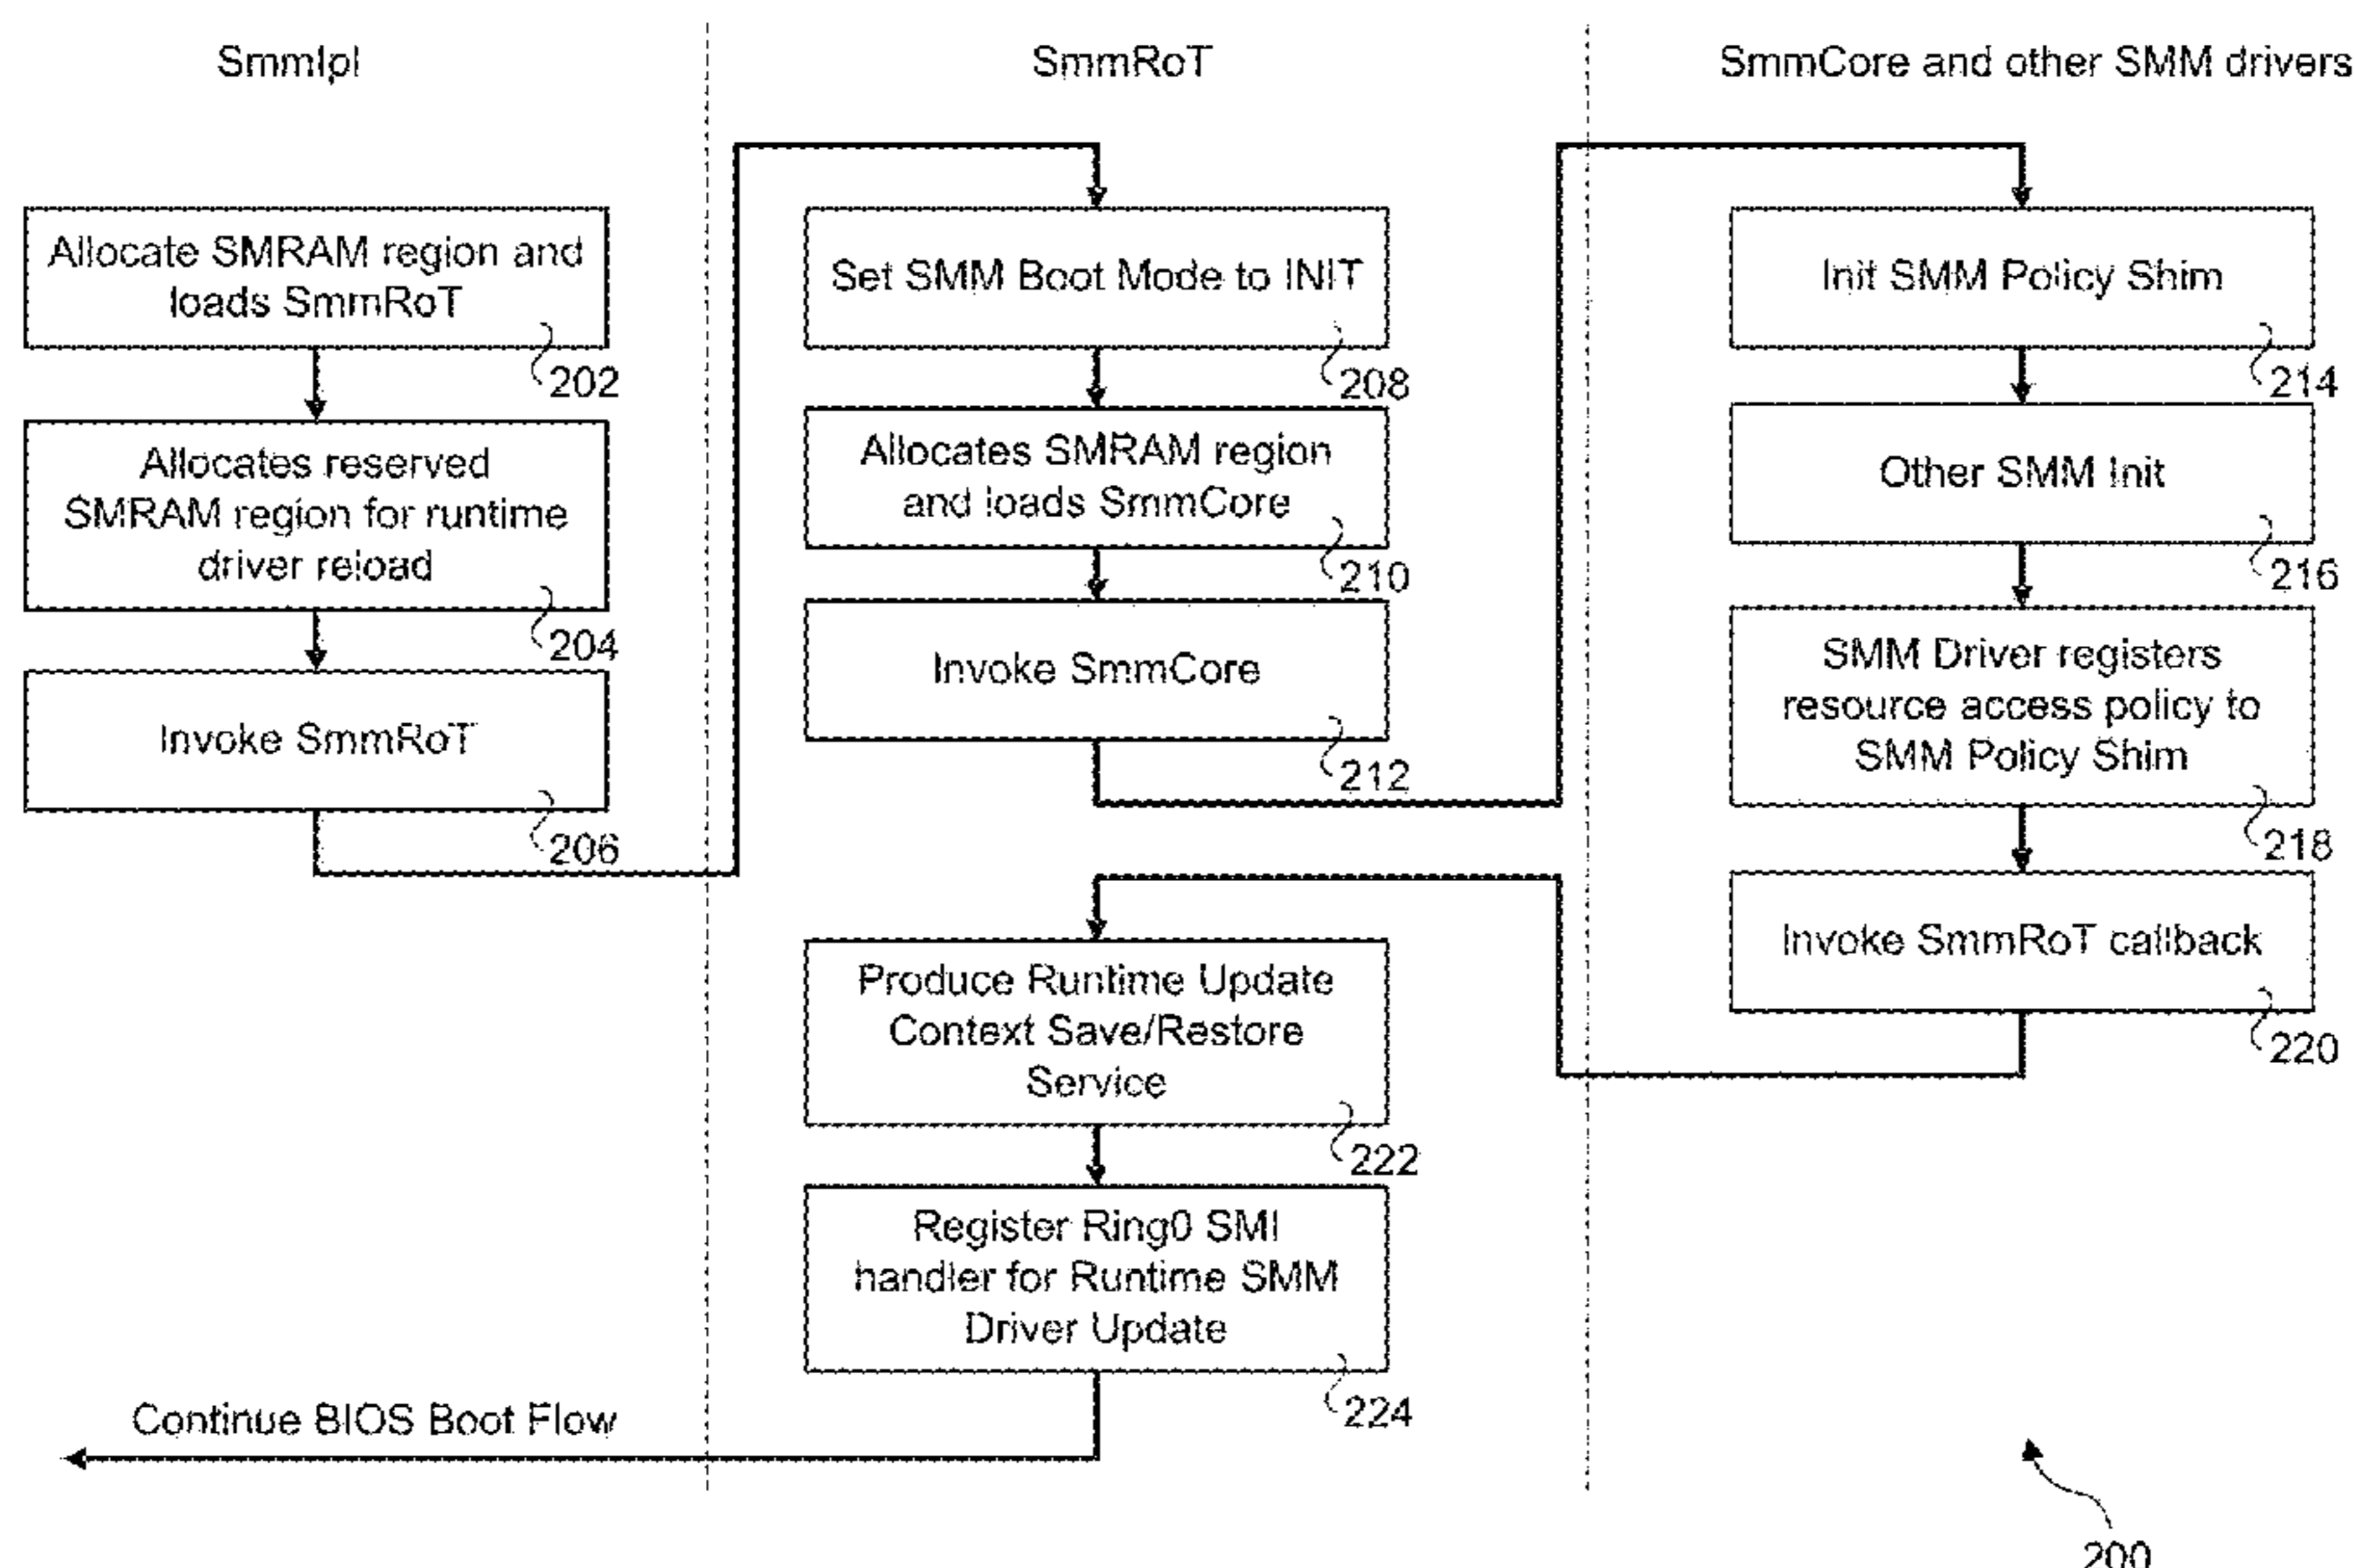 SmmIpl
Allocate SMRAM region and
loads SmmRoT
202
Allocates reserved
SMRAM region for runtime
driver reload
204
Invoke SmmRoT
206
SmmRoT
Set SMM Boot Mode to INIT
208
Allocates SMRAM region
and loads SmmCore
210
Invoke SmmCore
212
SmmCore and other SMM drivers
Init SMM Policy Shim
214
Other SMM Init
216
SMM Driver registers
resource access policy to
SMM Policy Shim
218
Invoke SmmRoT callback
220
Produce Runtime Update
Context Save/Restore
Service
222
Register Ring0 SMI
handler for Runtime SMM
Driver Update
224
Continue BIOS Boot Flow
200